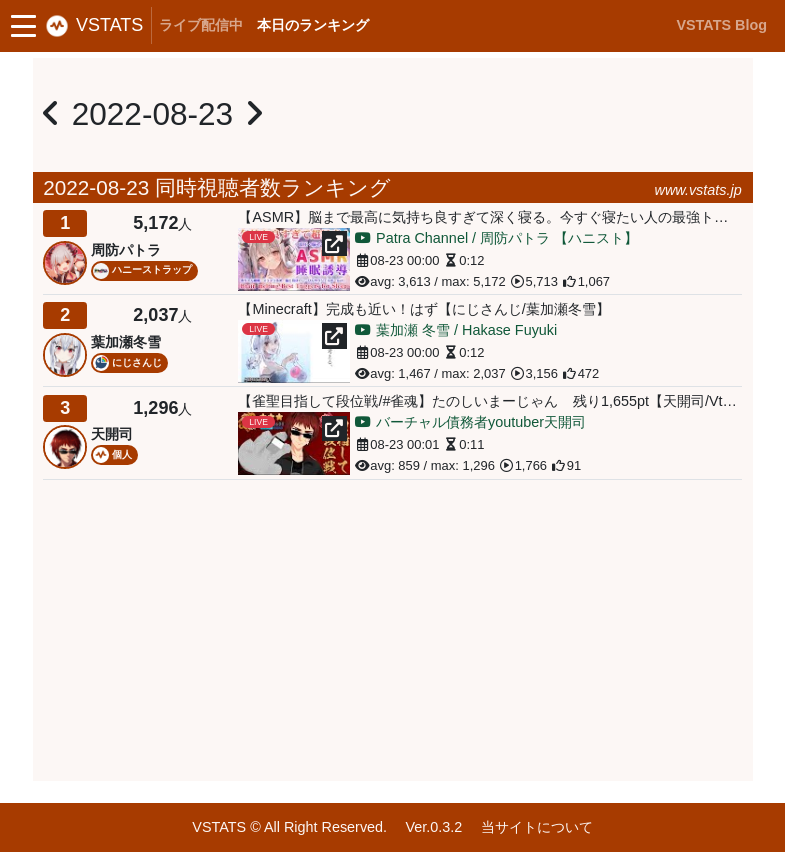 VSTATS ライブ配信中 本日のランキング VSTATS Blog
2022-08-23
2022-08-23 同時視聴者数ランキング www.vstats.jp
1 5,172人
周防パトラ
ハニーストラップ
【ASMR】脳まで最高に気持ち良すぎて深く寝る。今すぐ寝たい人の最強ト…
LIVE
ASMR
睡眠誘導
Patra Channel / 周防パトラ 【ハニスト】
08-23 00:00 0:12
avg: 3,613 / max: 5,172 5,713 1,067
2 2,037人
葉加瀬冬雪
にじさんじ
【Minecraft】完成も近い！はず【にじさんじ/葉加瀬冬雪】
LIVE
葉加瀬 冬雪 / Hakase Fuyuki
08-23 00:00 0:12
avg: 1,467 / max: 2,037 3,156 472
3 1,296人
天開司
個人
【雀聖目指して段位戦/#雀魂】たのしいまーじゃん　残り1,655pt【天開司/Vt…
LIVE
バーチャル債務者youtuber天開司
08-23 00:01 0:11
avg: 859 / max: 1,296 1,766 91
VSTATS © All Right Reserved. Ver.0.3.2 当サイトについて